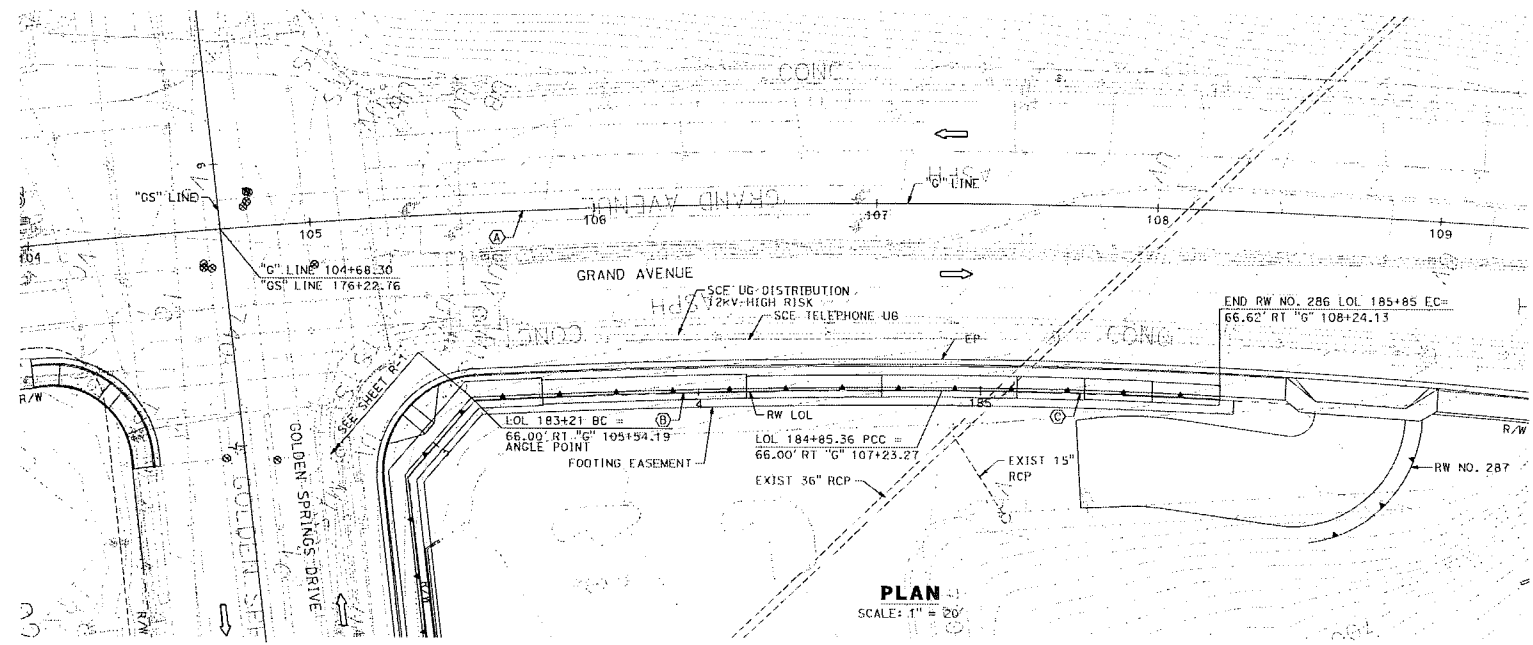 CONC
ASPH
"G" LINE
9
"GS" LINE
GRAND AVENUE
104
105
106
107
108
109
A
"G" LINE 104+68.30
"GS" LINE 176+22.76
GRAND AVENUE
SCE UG DISTRIBUTION
12KV-HIGH RISK
ASPH
SCE TELEPHONE UG
END RW NO. 286 LOL 185+85 EC=
66.62' RT "G" 108+24.13
CONC
CONC
EP
SEE SHEET R-1
R/W
4
185
B
C
LOL 183+21 BC =
66.00' RT "G" 105+54.19
ANGLE POINT
RW LOL
LOL 184+85.36 PCC =
66.00' RT "G" 107+23.27
FOOTING EASEMENT
EXIST 36" RCP
EXIST 15"
RCP
R/W
RW NO. 287
GOLDEN SPRINGS DRIVE
R/W
R/W
PLAN
SCALE: 1" = 20'